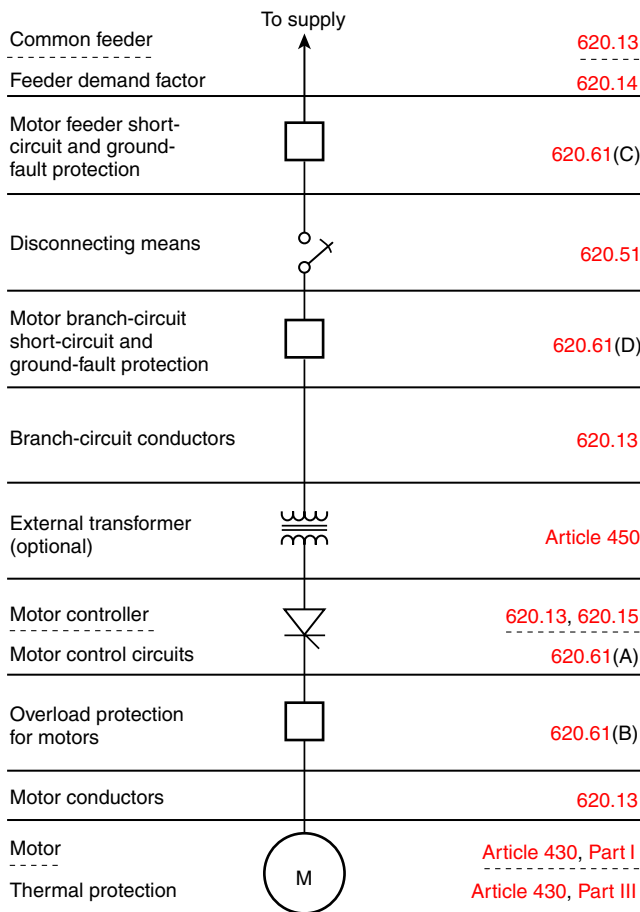 To supply
Common feeder 620.13
Feeder demand factor 620.14
Motor feeder short-
circuit and ground-
fault protection
620.61(C)
Disconnecting means 620.51
Motor branch-circuit
short-circuit and
ground-fault protection
620.61(D)
Branch-circuit conductors 620.13
External transformer
(optional)
Article 450
Motor controller 620.13, 620.15
Motor control circuits 620.61(A)
Overload protection
for motors
620.61(B)
Motor conductors 620.13
Motor Article 430, Part I
M
Thermal protection Article 430, Part III